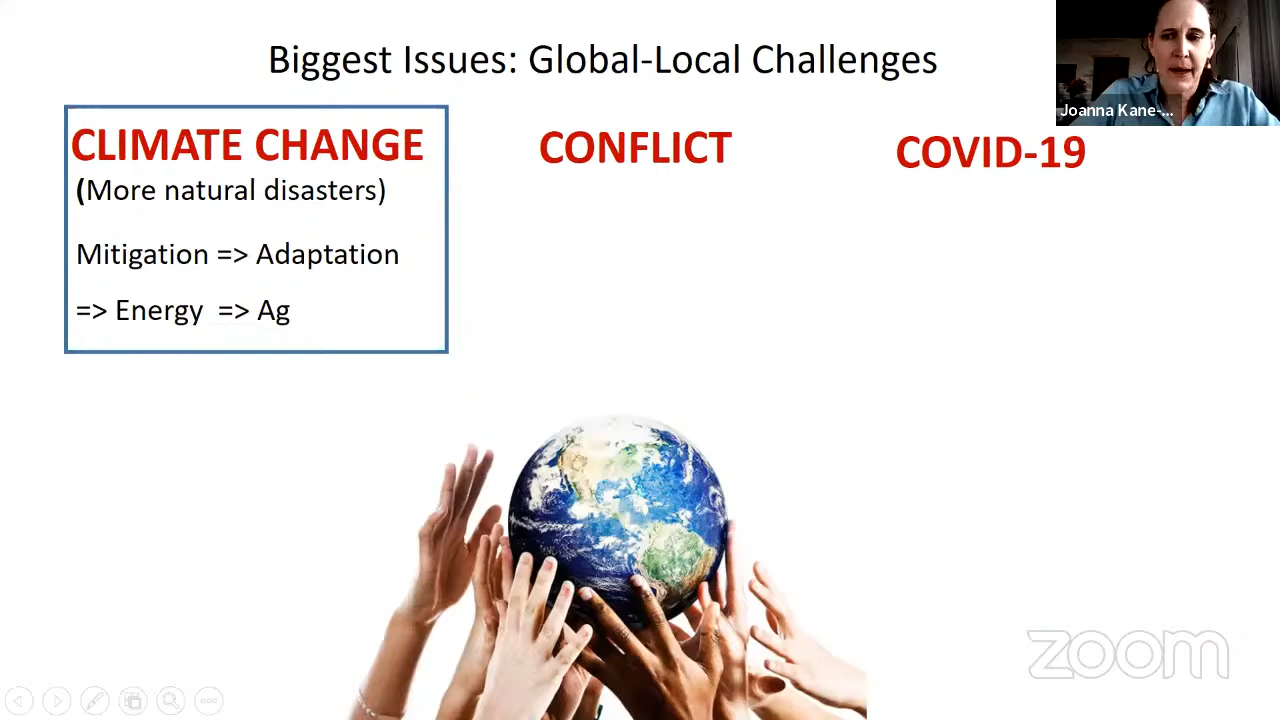 Biggest Issues: Global-Local Challenges
Joanna Kane-...
CLIMATE CHANGE
CONFLICT
COVID-19
(More natural disasters)
Mitigation => Adaptation
=> Energy => Ag
zoom